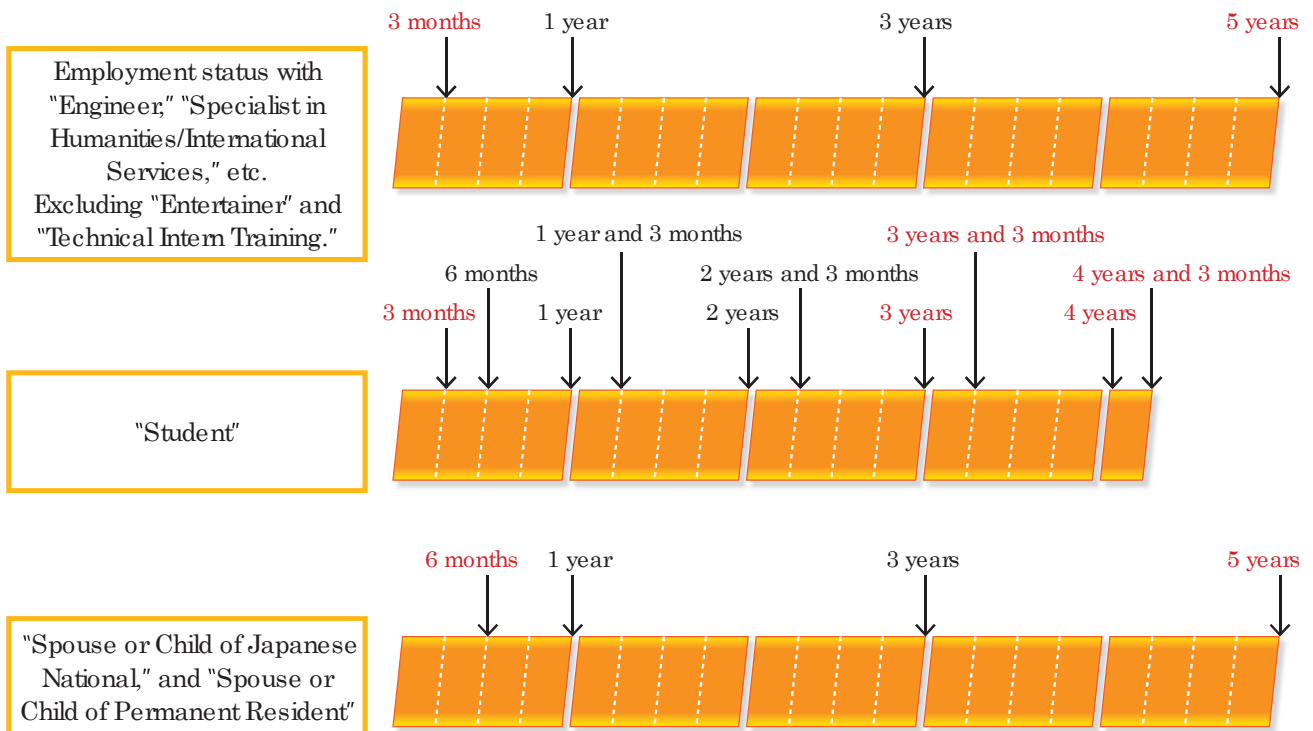 3 months
1 year
3 years
5 years
Employment status with
"Engineer," "Specialist in
Humanities/International
Services," etc.
Excluding "Entertainer" and
"Technical Intern Training."
1 year and 3 months
3 years and 3 months
6 months
2 years and 3 months
4 years and 3 months
3 months
1 year
2 years
3 years
4 years
"Student"
6 months
1 year
3 years
5 years
"Spouse or Child of Japanese
National," and "Spouse or
Child of Permanent Resident"